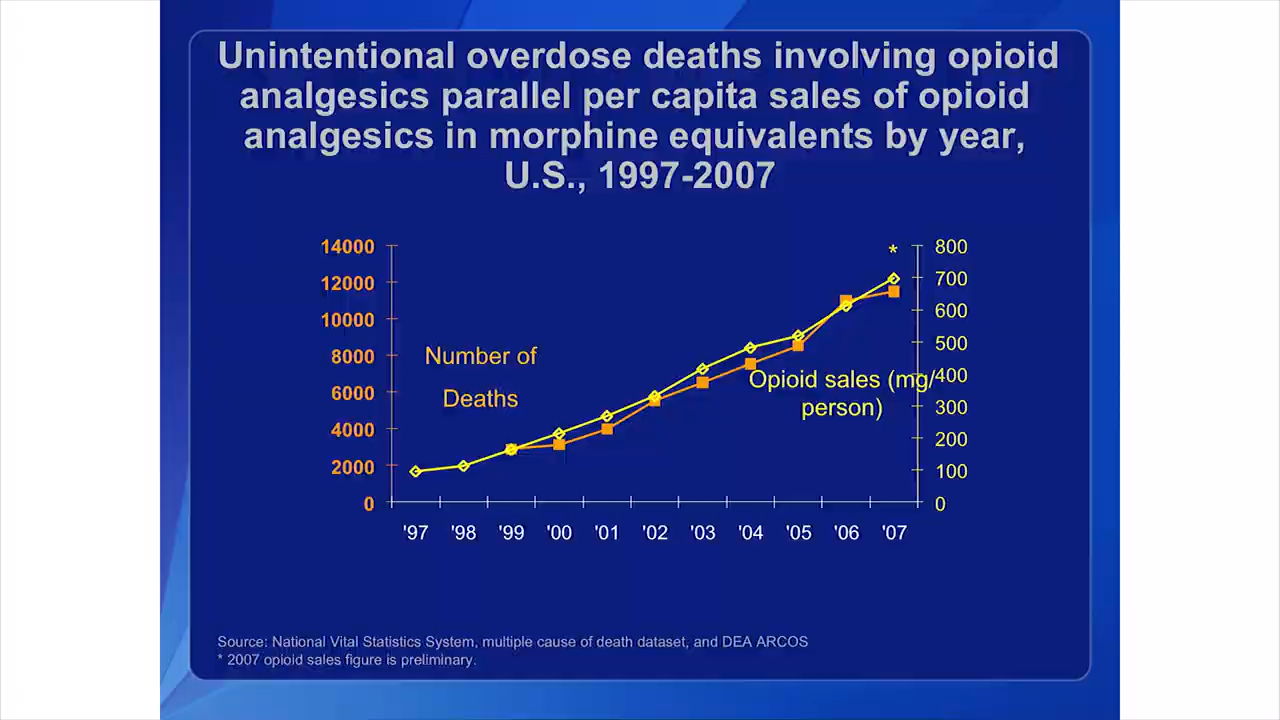 Unintentional overdose deaths involving opioid
analgesics parallel per capita sales of opioid
analgesics in morphine equivalents by year,
U.S., 1997-2007
14000
12000
10000
8000
6000
4000
2000
0
Number of
Deaths
*
800
700
600
500
400
300
200
100
0
Opioid sales (mg/
person)
'97 '98 '99 '00 '01 '02 '03 '04 '05 '06 '07
Source: National Vital Statistics System, multiple cause of death dataset, and DEA ARCOS
* 2007 opioid sales figure is preliminary.